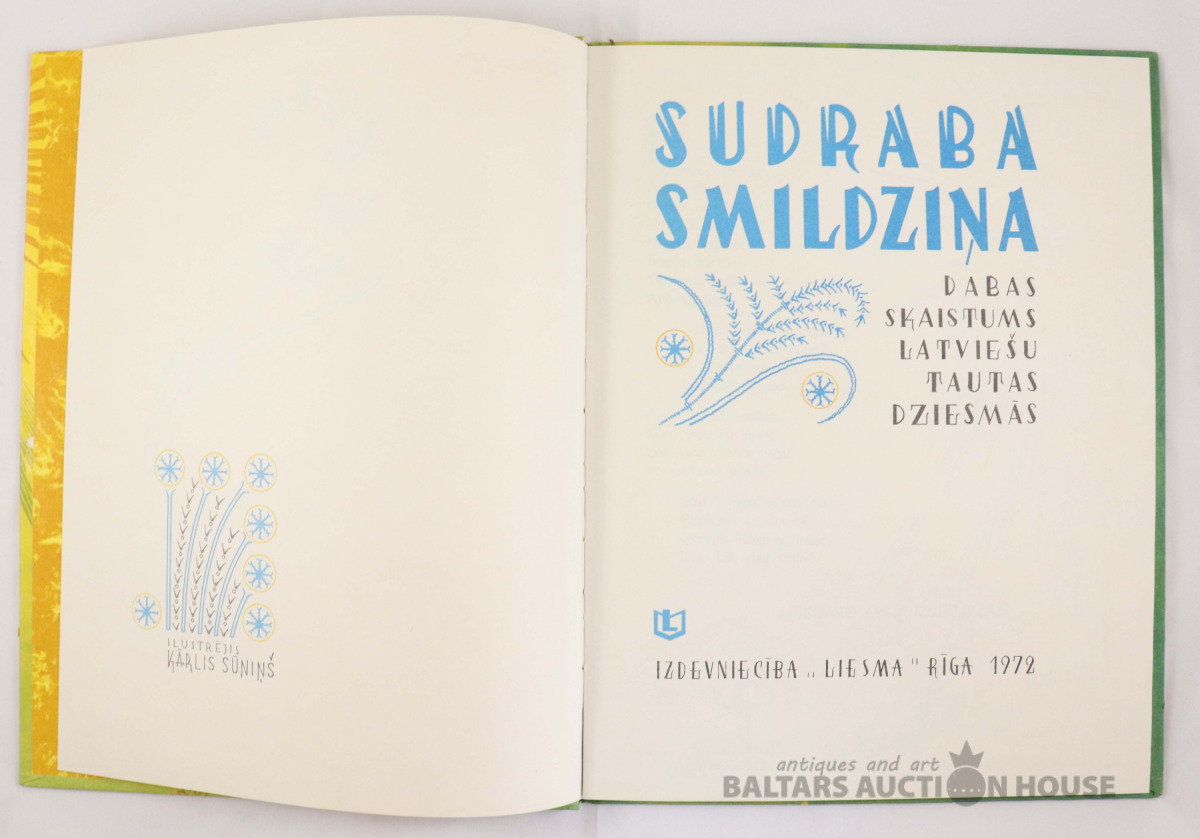 ILUSTRĒJIS
KĀRLIS SŪNIŅŠ
SUDRABA
SMILDZIŅA
DABAS
SKAISTUMS
LATVIEŠU
TAUTAS
DZIESMĀS
L
IZDEVNIECĪBA „LIESMA" RĪGA 1972
antiques and art
BALTARS AUCTION HOUSE